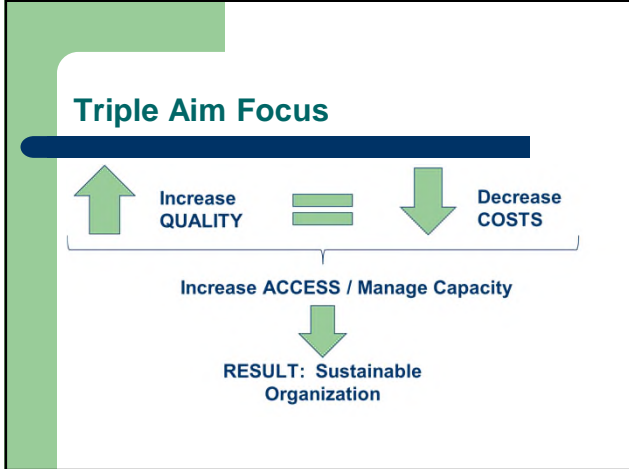 Triple Aim Focus
Increase
QUALITY
Decrease
COSTS
Increase ACCESS / Manage Capacity
RESULT: Sustainable
Organization